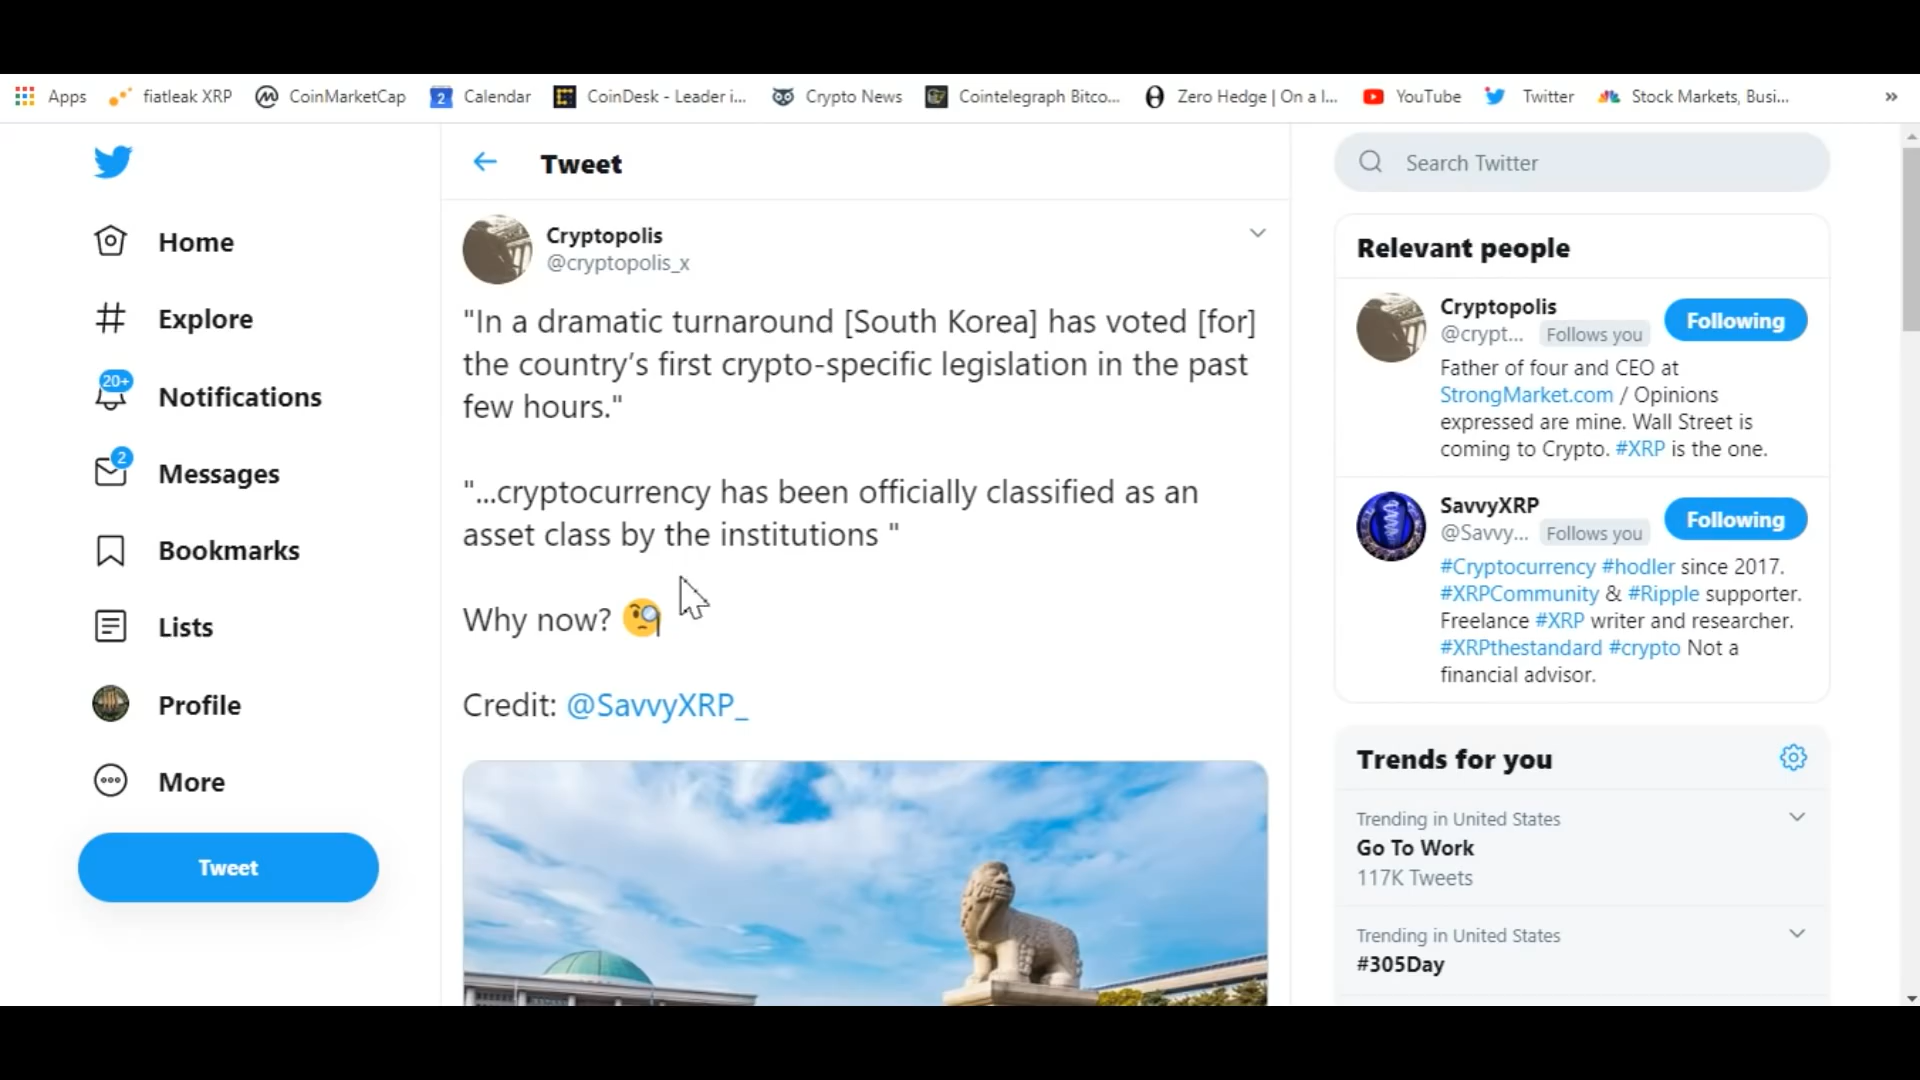 Apps
fiatleak XRP
CoinMarketCap
2
Calendar
CoinDesk - Leader i...
Crypto News
Cointelegraph Bitco...
Zero Hedge | On a l...
YouTube
Twitter
Stock Markets, Busi...
»
Home
Explore
20+
Notifications
2
Messages
Bookmarks
Lists
Profile
More
Tweet
Tweet
Cryptopolis
@cryptopolis_x
"In a dramatic turnaround [South Korea] has voted [for]
the country’s first crypto-specific legislation in the past
few hours."
"...cryptocurrency has been officially classified as an
asset class by the institutions "
Why now? 🧐
Credit: @SavvyXRP_
Search Twitter
Relevant people
Cryptopolis
@crypt... Follows you
Following
Father of four and CEO at
StrongMarket.com / Opinions
expressed are mine. Wall Street is
coming to Crypto. #XRP is the one.
SavvyXRP
@Savvy... Follows you
Following
#Cryptocurrency #hodler since 2017.
#XRPCommunity & #Ripple supporter.
Freelance #XRP writer and researcher.
#XRPthestandard #crypto Not a
financial advisor.
Trends for you
Trending in United States
Go To Work
117K Tweets
Trending in United States
#305Day